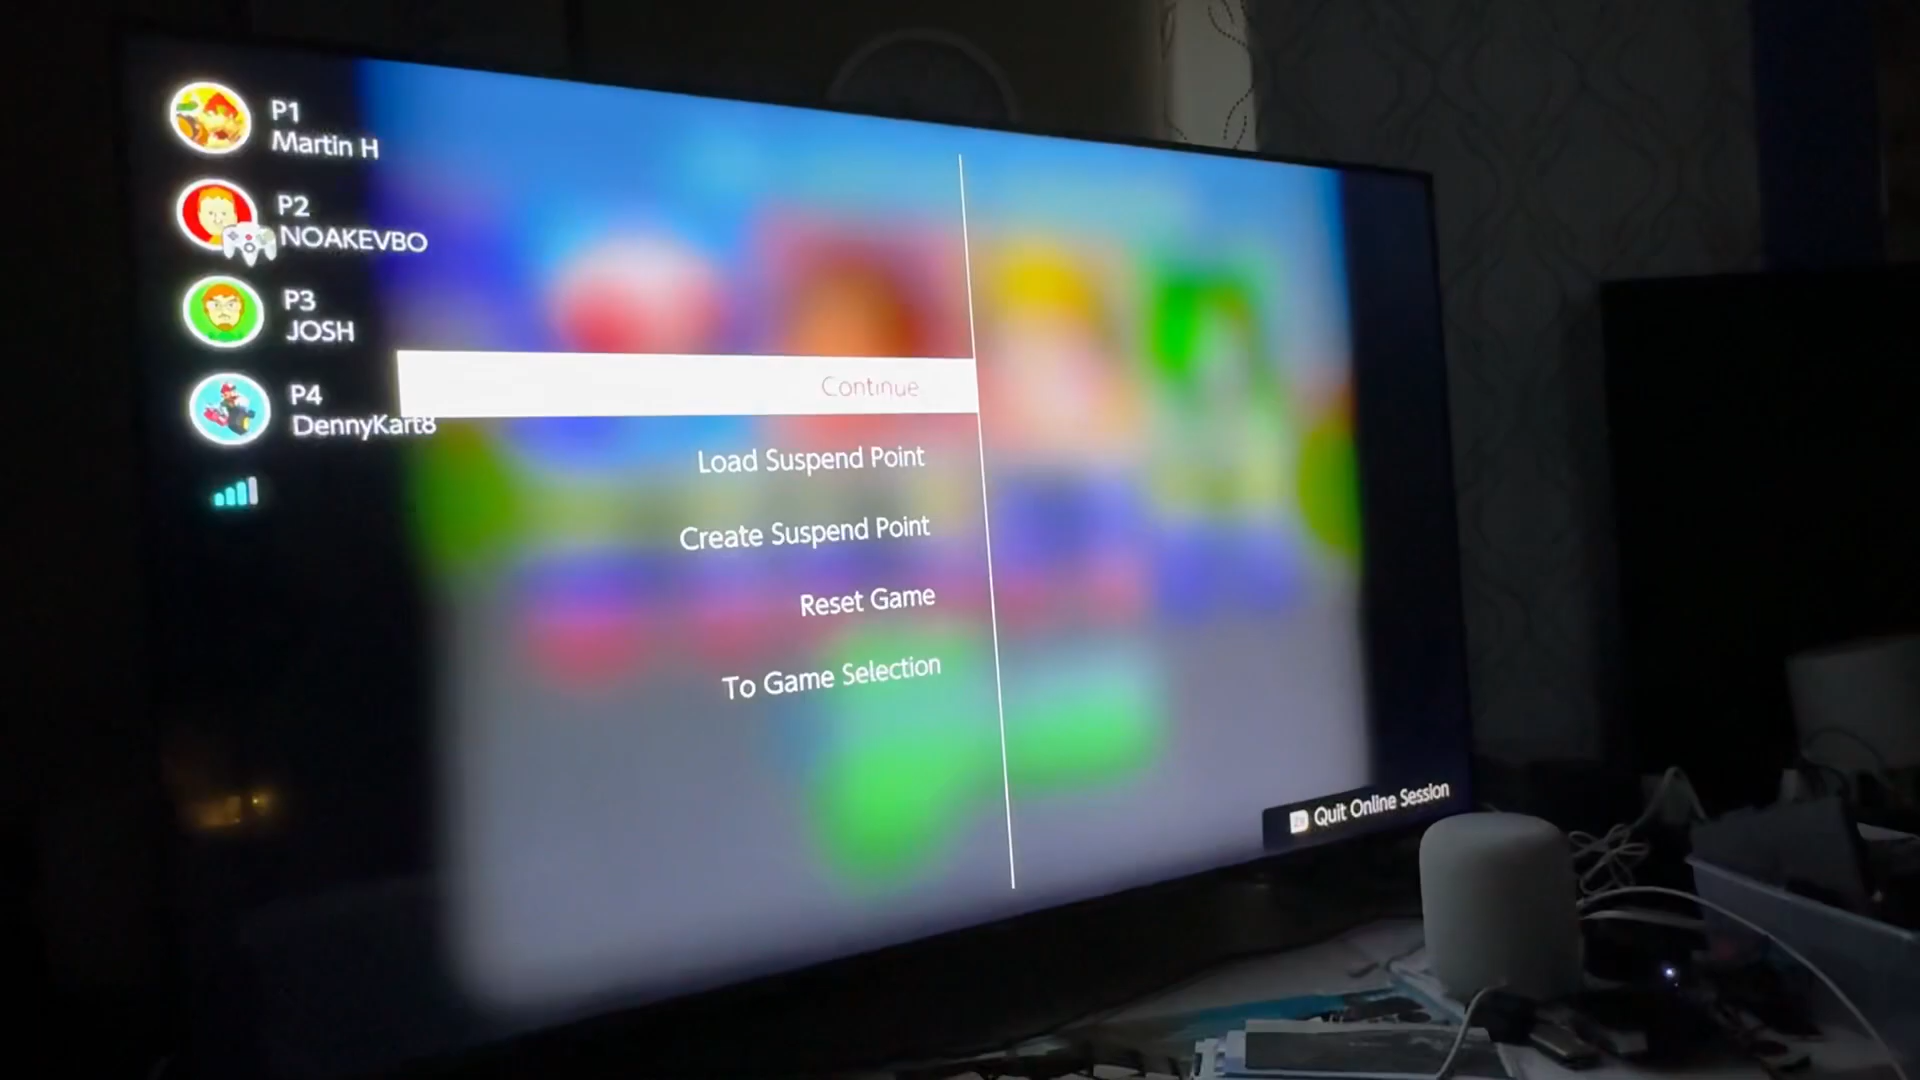 P1
Martin H
P2
NOAKEVBO
P3
JOSH
P4
DennyKart8
Continue
Load Suspend Point
Create Suspend Point
Reset Game
To Game Selection
Quit Online Session